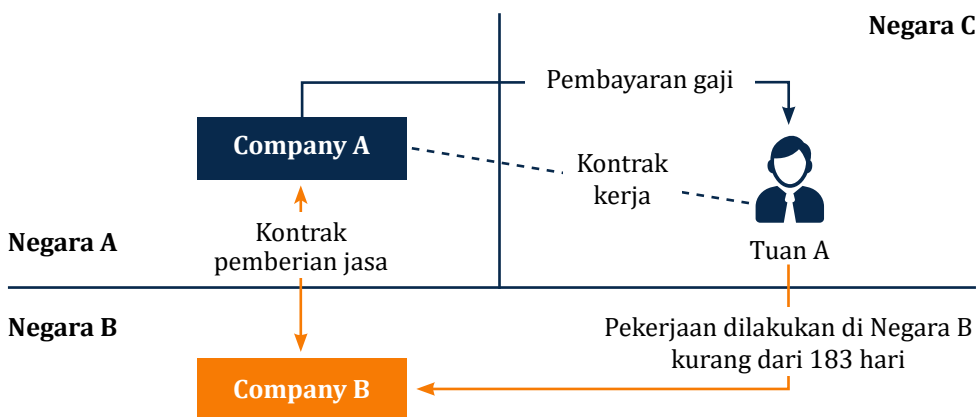 Negara C
Pembayaran gaji
Company A
Kontrak
kerja
Negara A
Kontrak
pemberian jasa
Tuan A
Negara B
Pekerjaan dilakukan di Negara B
kurang dari 183 hari
Company B